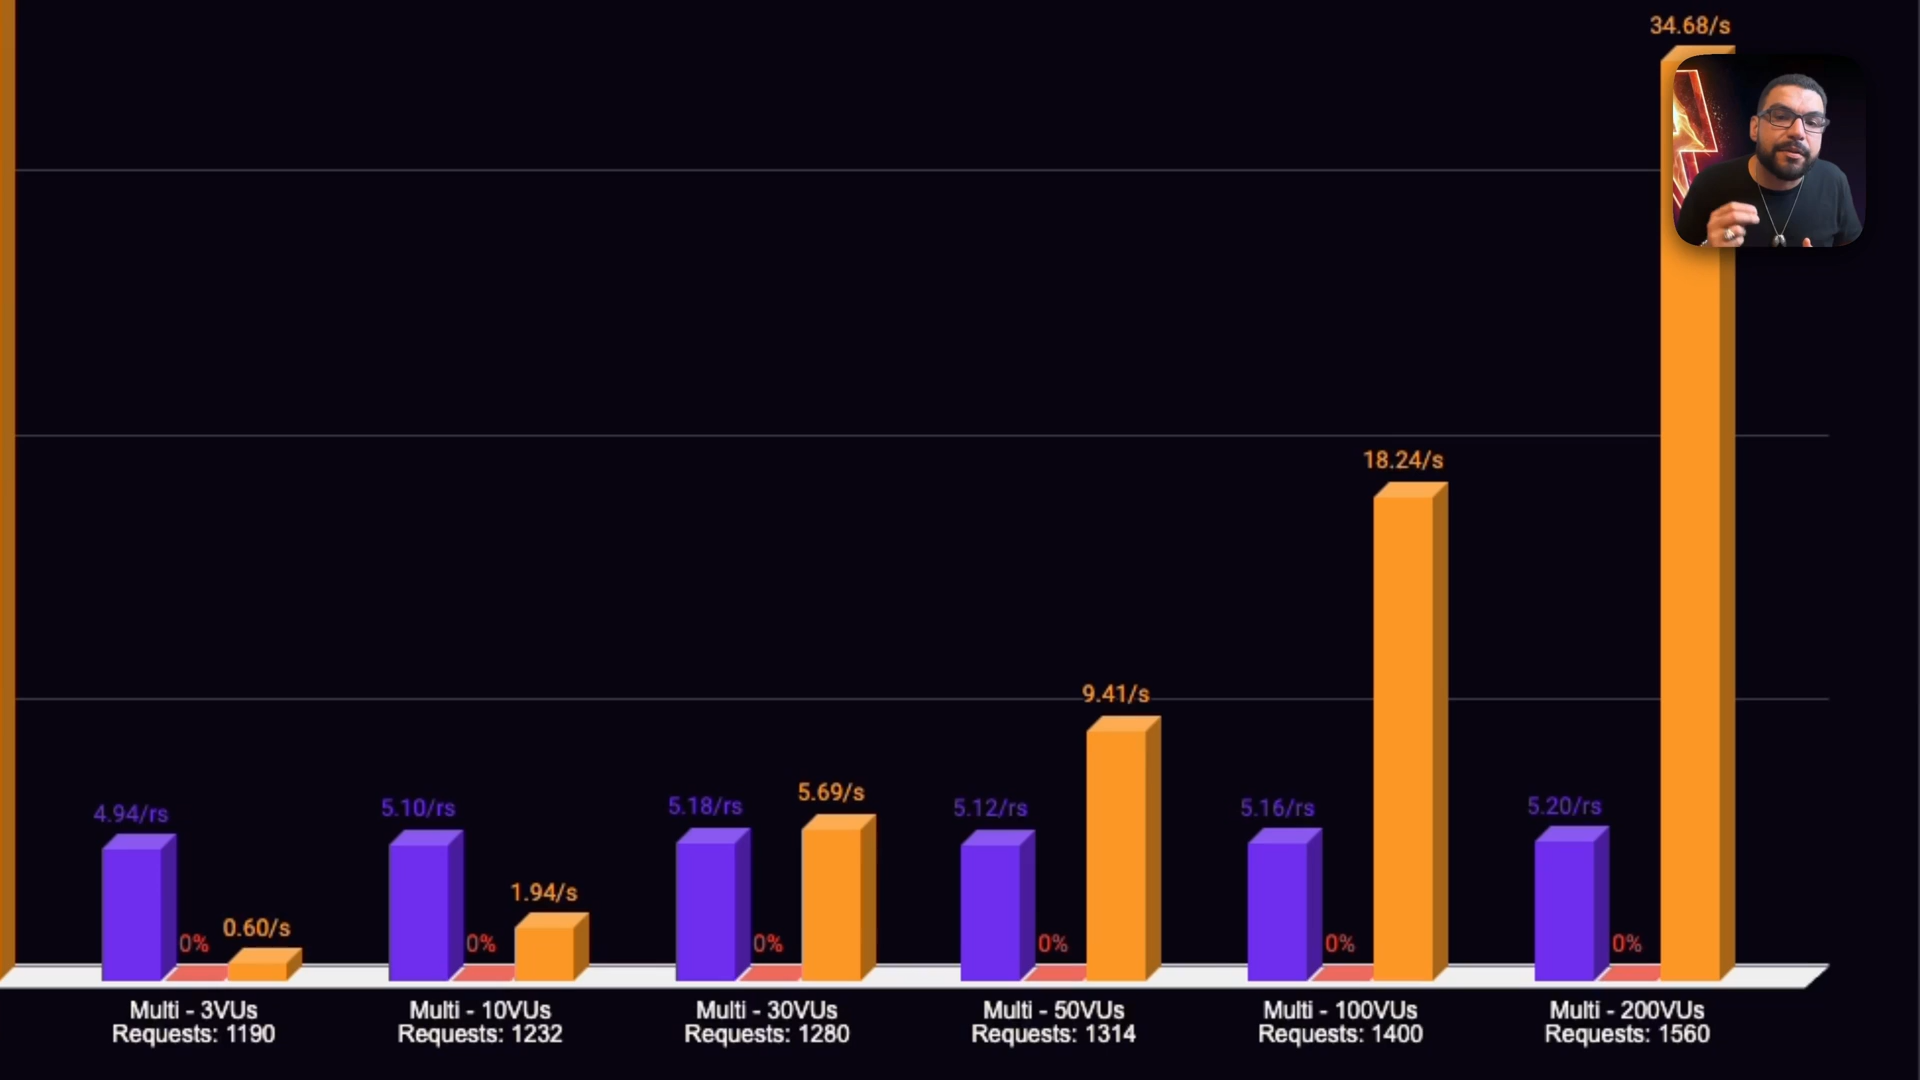 34.68/s
18.24/s
9.41/s
5.69/s
4.94/rs
5.10/rs
5.18/rs
5.12/rs
5.16/rs
5.20/rs
1.94/s
0.60/s
0%
0%
0%
0%
0%
0%
Multi - 3VUs
Requests: 1190
Multi - 10VUs
Requests: 1232
Multi - 30VUs
Requests: 1280
Multi - 50VUs
Requests: 1314
Multi - 100VUs
Requests: 1400
Multi - 200VUs
Requests: 1560